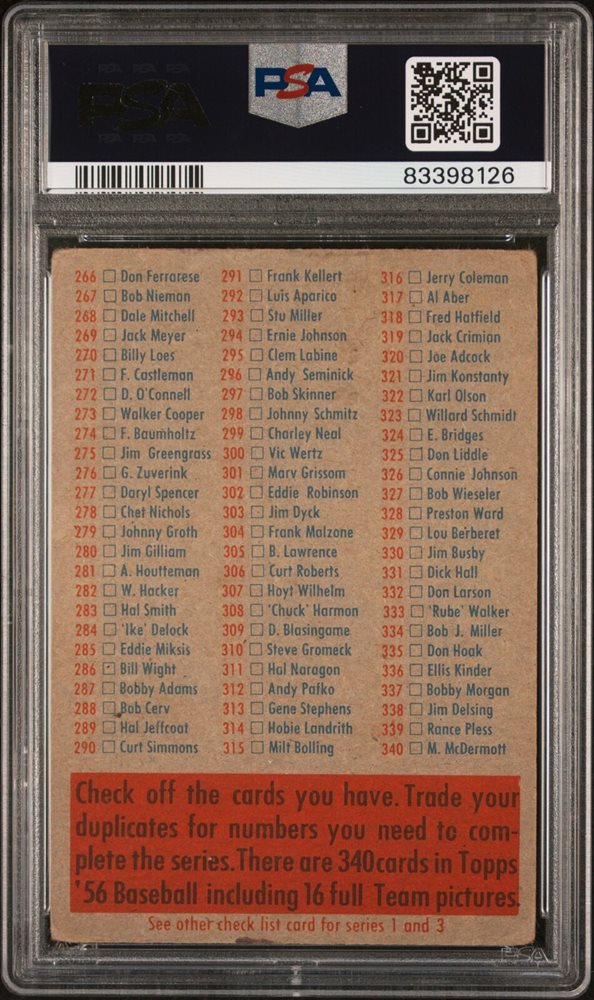 PSA
PSA
83398126
266 Don Ferrarese
267 Bob Nieman
268 Dale Mitchell
269 Jack Meyer
270 Billy Loes
271 F. Castleman
272 D. O'Connell
273 Walker Cooper
274 F. Baumholtz
275 Jim Greengrass
276 G. Zuverink
277 Daryl Spencer
278 Chet Nichols
279 Johnny Groth
280 Jim Gilliam
281 A. Houtteman
282 W. Hacker
283 Hal Smith
284 'Ike' Delock
285 Eddie Miksis
286 Bill Wight
287 Bobby Adams
288 Bob Cerv
289 Hal Jeffcoat
290 Curt Simmons
291 Frank Kellert
292 Luis Aparico
293 Stu Miller
294 Ernie Johnson
295 Clem Labine
296 Andy Seminick
297 Bob Skinner
298 Johnny Schmitz
299 Charley Neal
300 Vic Wertz
301 Marv Grissom
302 Eddie Robinson
303 Jim Dyck
304 Frank Malzone
305 B. Lawrence
306 Curt Roberts
307 Hoyt Wilhelm
308 'Chuck' Harmon
309 D. Blasingame
310 Steve Gromeck
311 Hal Naragon
312 Andy Pafko
313 Gene Stephens
314 Hobie Landrith
315 Milt Bolling
316 Jerry Coleman
317 Al Aber
318 Fred Hatfield
319 Jack Crimian
320 Joe Adcock
321 Jim Konstanty
322 Karl Olson
323 Willard Schmidt
324 E. Bridges
325 Don Liddle
326 Connie Johnson
327 Bob Wieseler
328 Preston Ward
329 Lou Berberet
330 Jim Busby
331 Dick Hall
332 Don Larson
333 'Rube' Walker
334 Bob J. Miller
335 Don Hoak
336 Ellis Kinder
337 Bobby Morgan
338 Jim Delsing
339 Rance Pless
340 M. McDermott
Check off the cards you have. Trade your
duplicates for numbers you need to com-
plete the series. There are 340 cards in Topps
'56 Baseball including 16 full Team pictures.
See other check list card for series 1 and 3
PSA